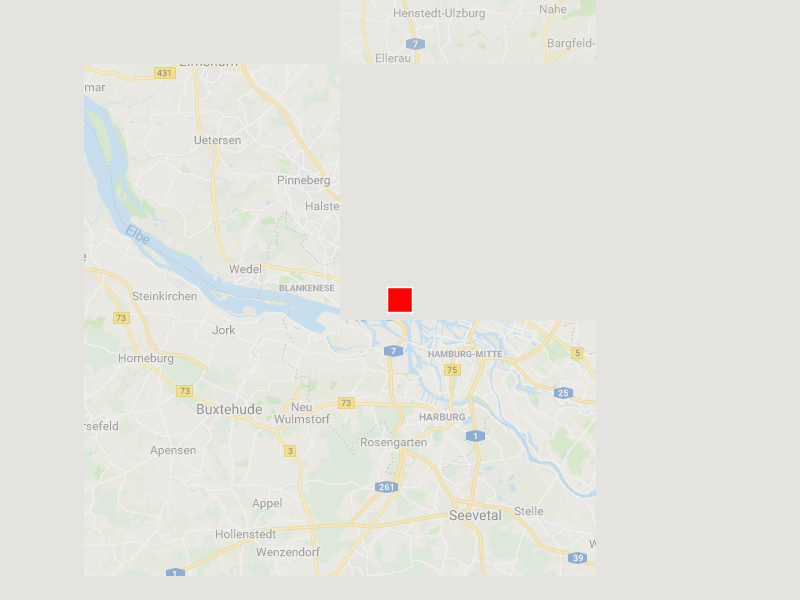 Henstedt-Ulzburg
Nahe
7
Bargfeld-
Ellerau
Elmshorn
431
mar
Uetersen
Pinneberg
Halste
Elbe
Wedel
BLANKENESE
Steinkirchen
73
Jork
7
HAMBURG-MITTE
5
Horneburg
75
73
25
Buxtehude
Neu
Wulmstorf
73
HARBURG
rsefeld
1
Rosengarten
Apensen
3
261
Appel
Seevetal
Stelle
Hollenstedt
Wenzendorf
39
1